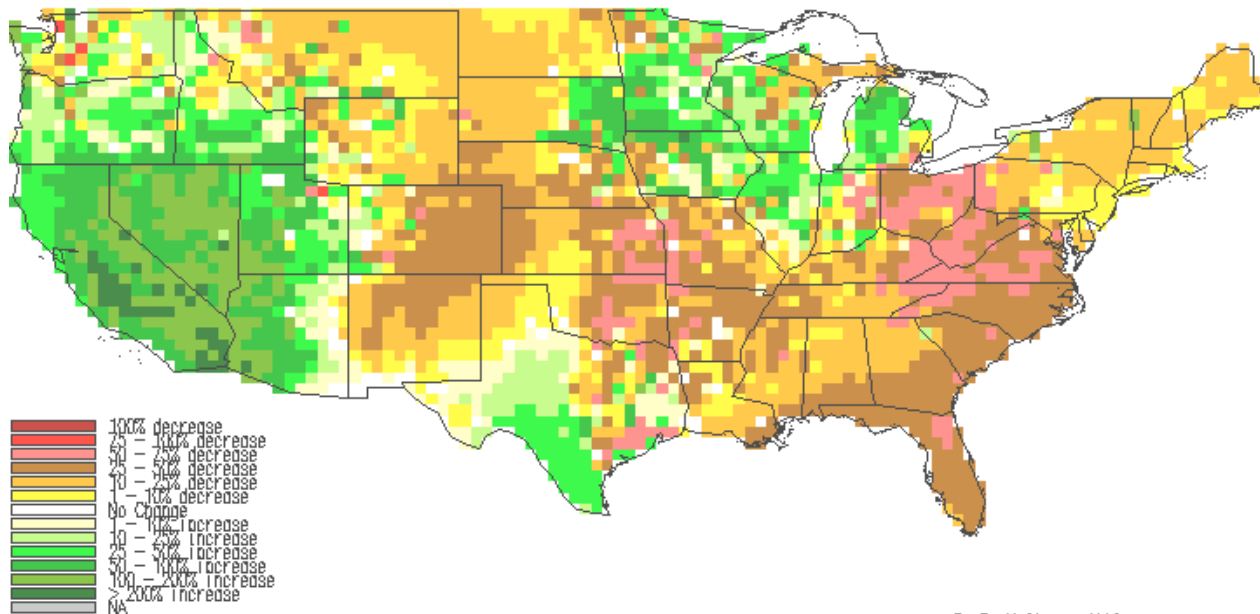 100% decrease
75 - 100% decrease
50 - 75% decrease
25 - 50% decrease
10 - 25% decrease
1 - 10% decrease
No Change
1 - 10% increase
10 - 25% increase
25 - 50% increase
50 - 100% increase
100 - 200% increase
> 200% increase
NA